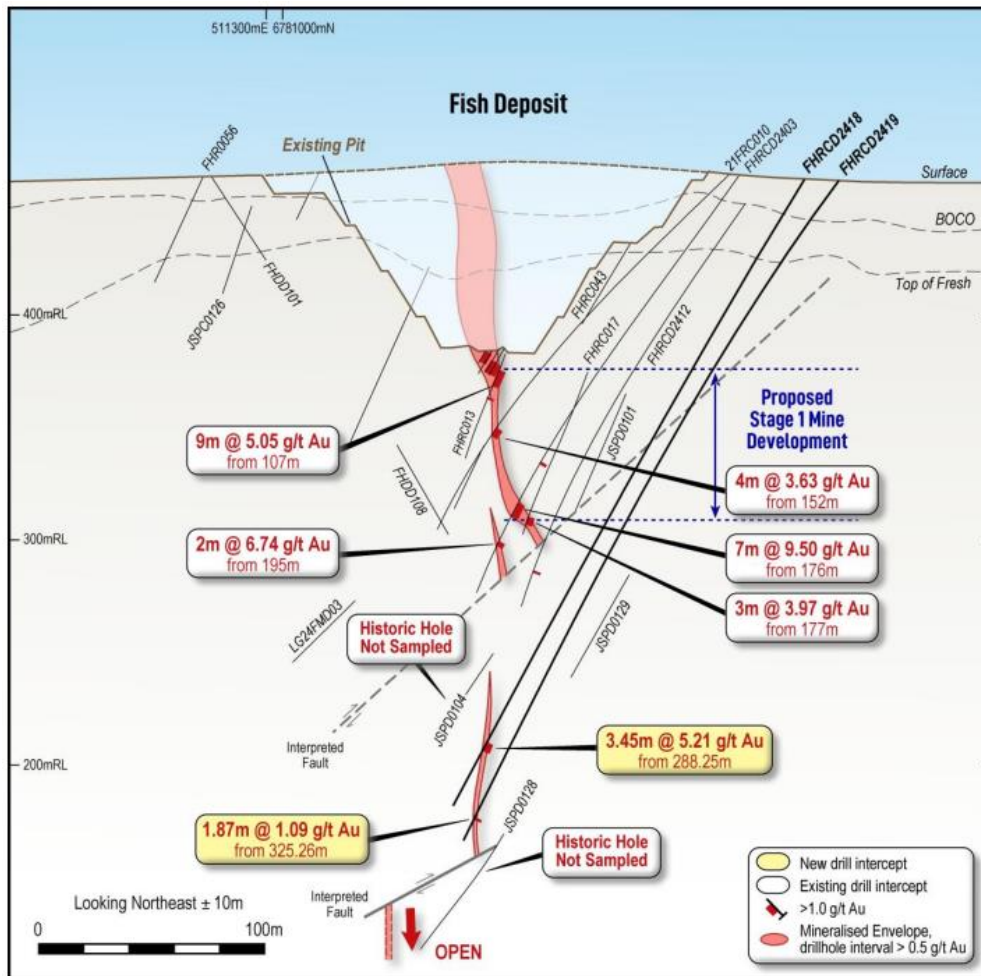 511300mE 6781000mN
Fish Deposit
Existing Pit
FHR0056
21FRC010
FHRCD2403
FHRCD2418
FHRCD2419
Surface
BOCO
Top of Fresh
FHDD101
JSPC0126
FHRC043
FHRC017
FHRCD2412
400mRL
Proposed
Stage 1 Mine
Development
9m @ 5.05 g/t Au
from 107m
FHRC013
FHDD108
JSPD0101
4m @ 3.63 g/t Au
from 152m
300mRL
2m @ 6.74 g/t Au
from 195m
7m @ 9.50 g/t Au
from 176m
3m @ 3.97 g/t Au
from 177m
LG24FMD03
JSPD0129
Historic Hole
Not Sampled
JSPD0104
Interpreted
Fault
200mRL
3.45m @ 5.21 g/t Au
from 288.25m
1.87m @ 1.09 g/t Au
from 325.26m
JSPD0128
Historic Hole
Not Sampled
Interpreted
Fault
OPEN
Looking Northeast ± 10m
0 100m
New drill intercept
Existing drill intercept
>1.0 g/t Au
Mineralised Envelope,
drillhole interval > 0.5 g/t Au